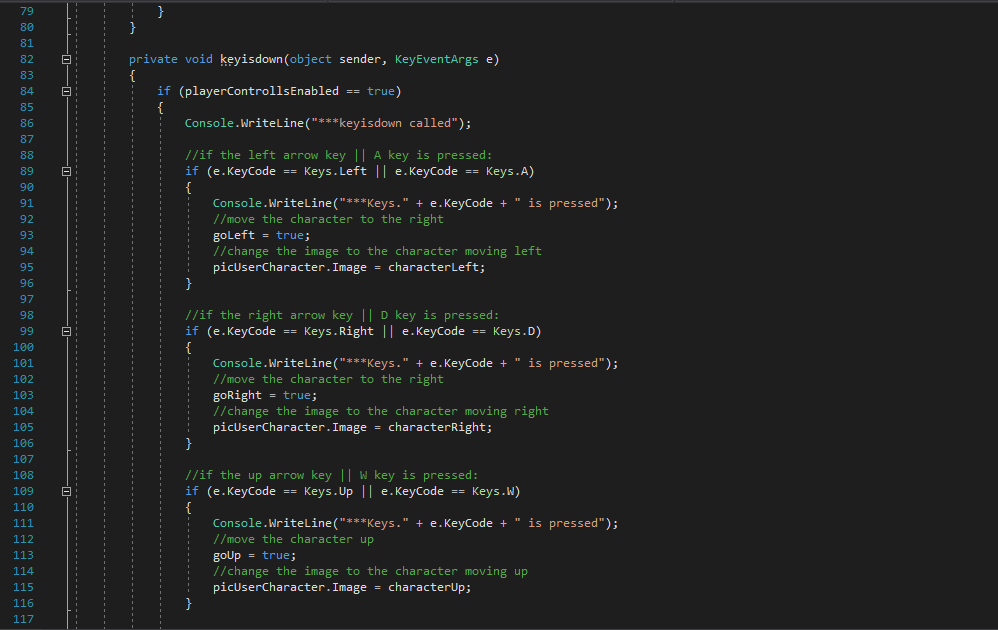 79 }
80 }
81
82 private void keyisdown(object sender, KeyEventArgs e)
83 {
84 if (playerControllsEnabled == true)
85 {
86 Console.WriteLine("***keyisdown called");
87
88 //if the left arrow key || A key is pressed:
89 if (e.KeyCode == Keys.Left || e.KeyCode == Keys.A)
90 {
91 Console.WriteLine("***Keys." + e.KeyCode + " is pressed");
92 //move the character to the right
93 goLeft = true;
94 //change the image to the character moving left
95 picUserCharacter.Image = characterLeft;
96 }
97
98 //if the right arrow key || D key is pressed:
99 if (e.KeyCode == Keys.Right || e.KeyCode == Keys.D)
100 {
101 Console.WriteLine("***Keys." + e.KeyCode + " is pressed");
102 //move the character to the right
103 goRight = true;
104 //change the image to the character moving right
105 picUserCharacter.Image = characterRight;
106 }
107
108 //if the up arrow key || W key is pressed:
109 if (e.KeyCode == Keys.Up || e.KeyCode == Keys.W)
110 {
111 Console.WriteLine("***Keys." + e.KeyCode + " is pressed");
112 //move the character up
113 goUp = true;
114 //change the image to the character moving up
115 picUserCharacter.Image = characterUp;
116 }
117